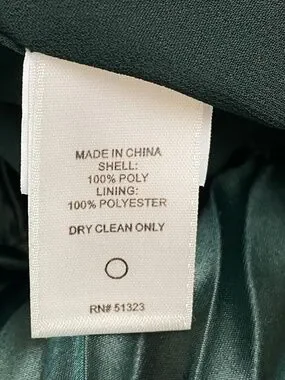 MADE IN CHINA
SHELL:
100% POLY
LINING:
100% POLYESTER
DRY CLEAN ONLY
RN# 51323